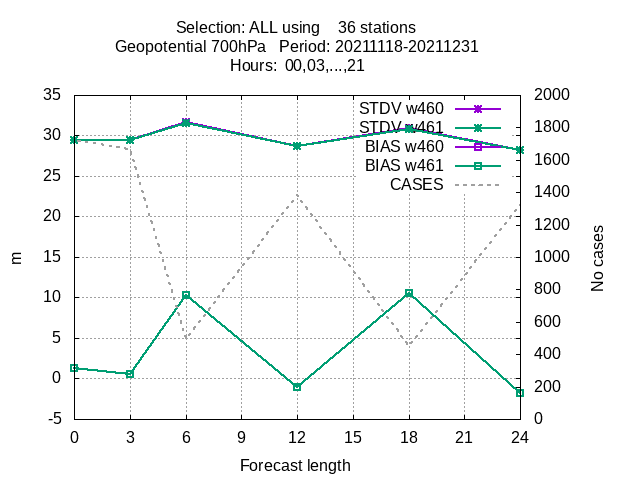 Selection: ALL using    36 stations
Geopotential 700hPa   Period: 20211118-20211231
Hours:  00,03,...,21
35 2000
STDV w460
30 STDV w461 1800
BIAS w460
25 BIAS w461 1600
CASES
20 1400
15 1200
10 1000
5 800
0 600
-5 400
200
0
m
No cases
0 3 6 9 12 15 18 21 24
Forecast length